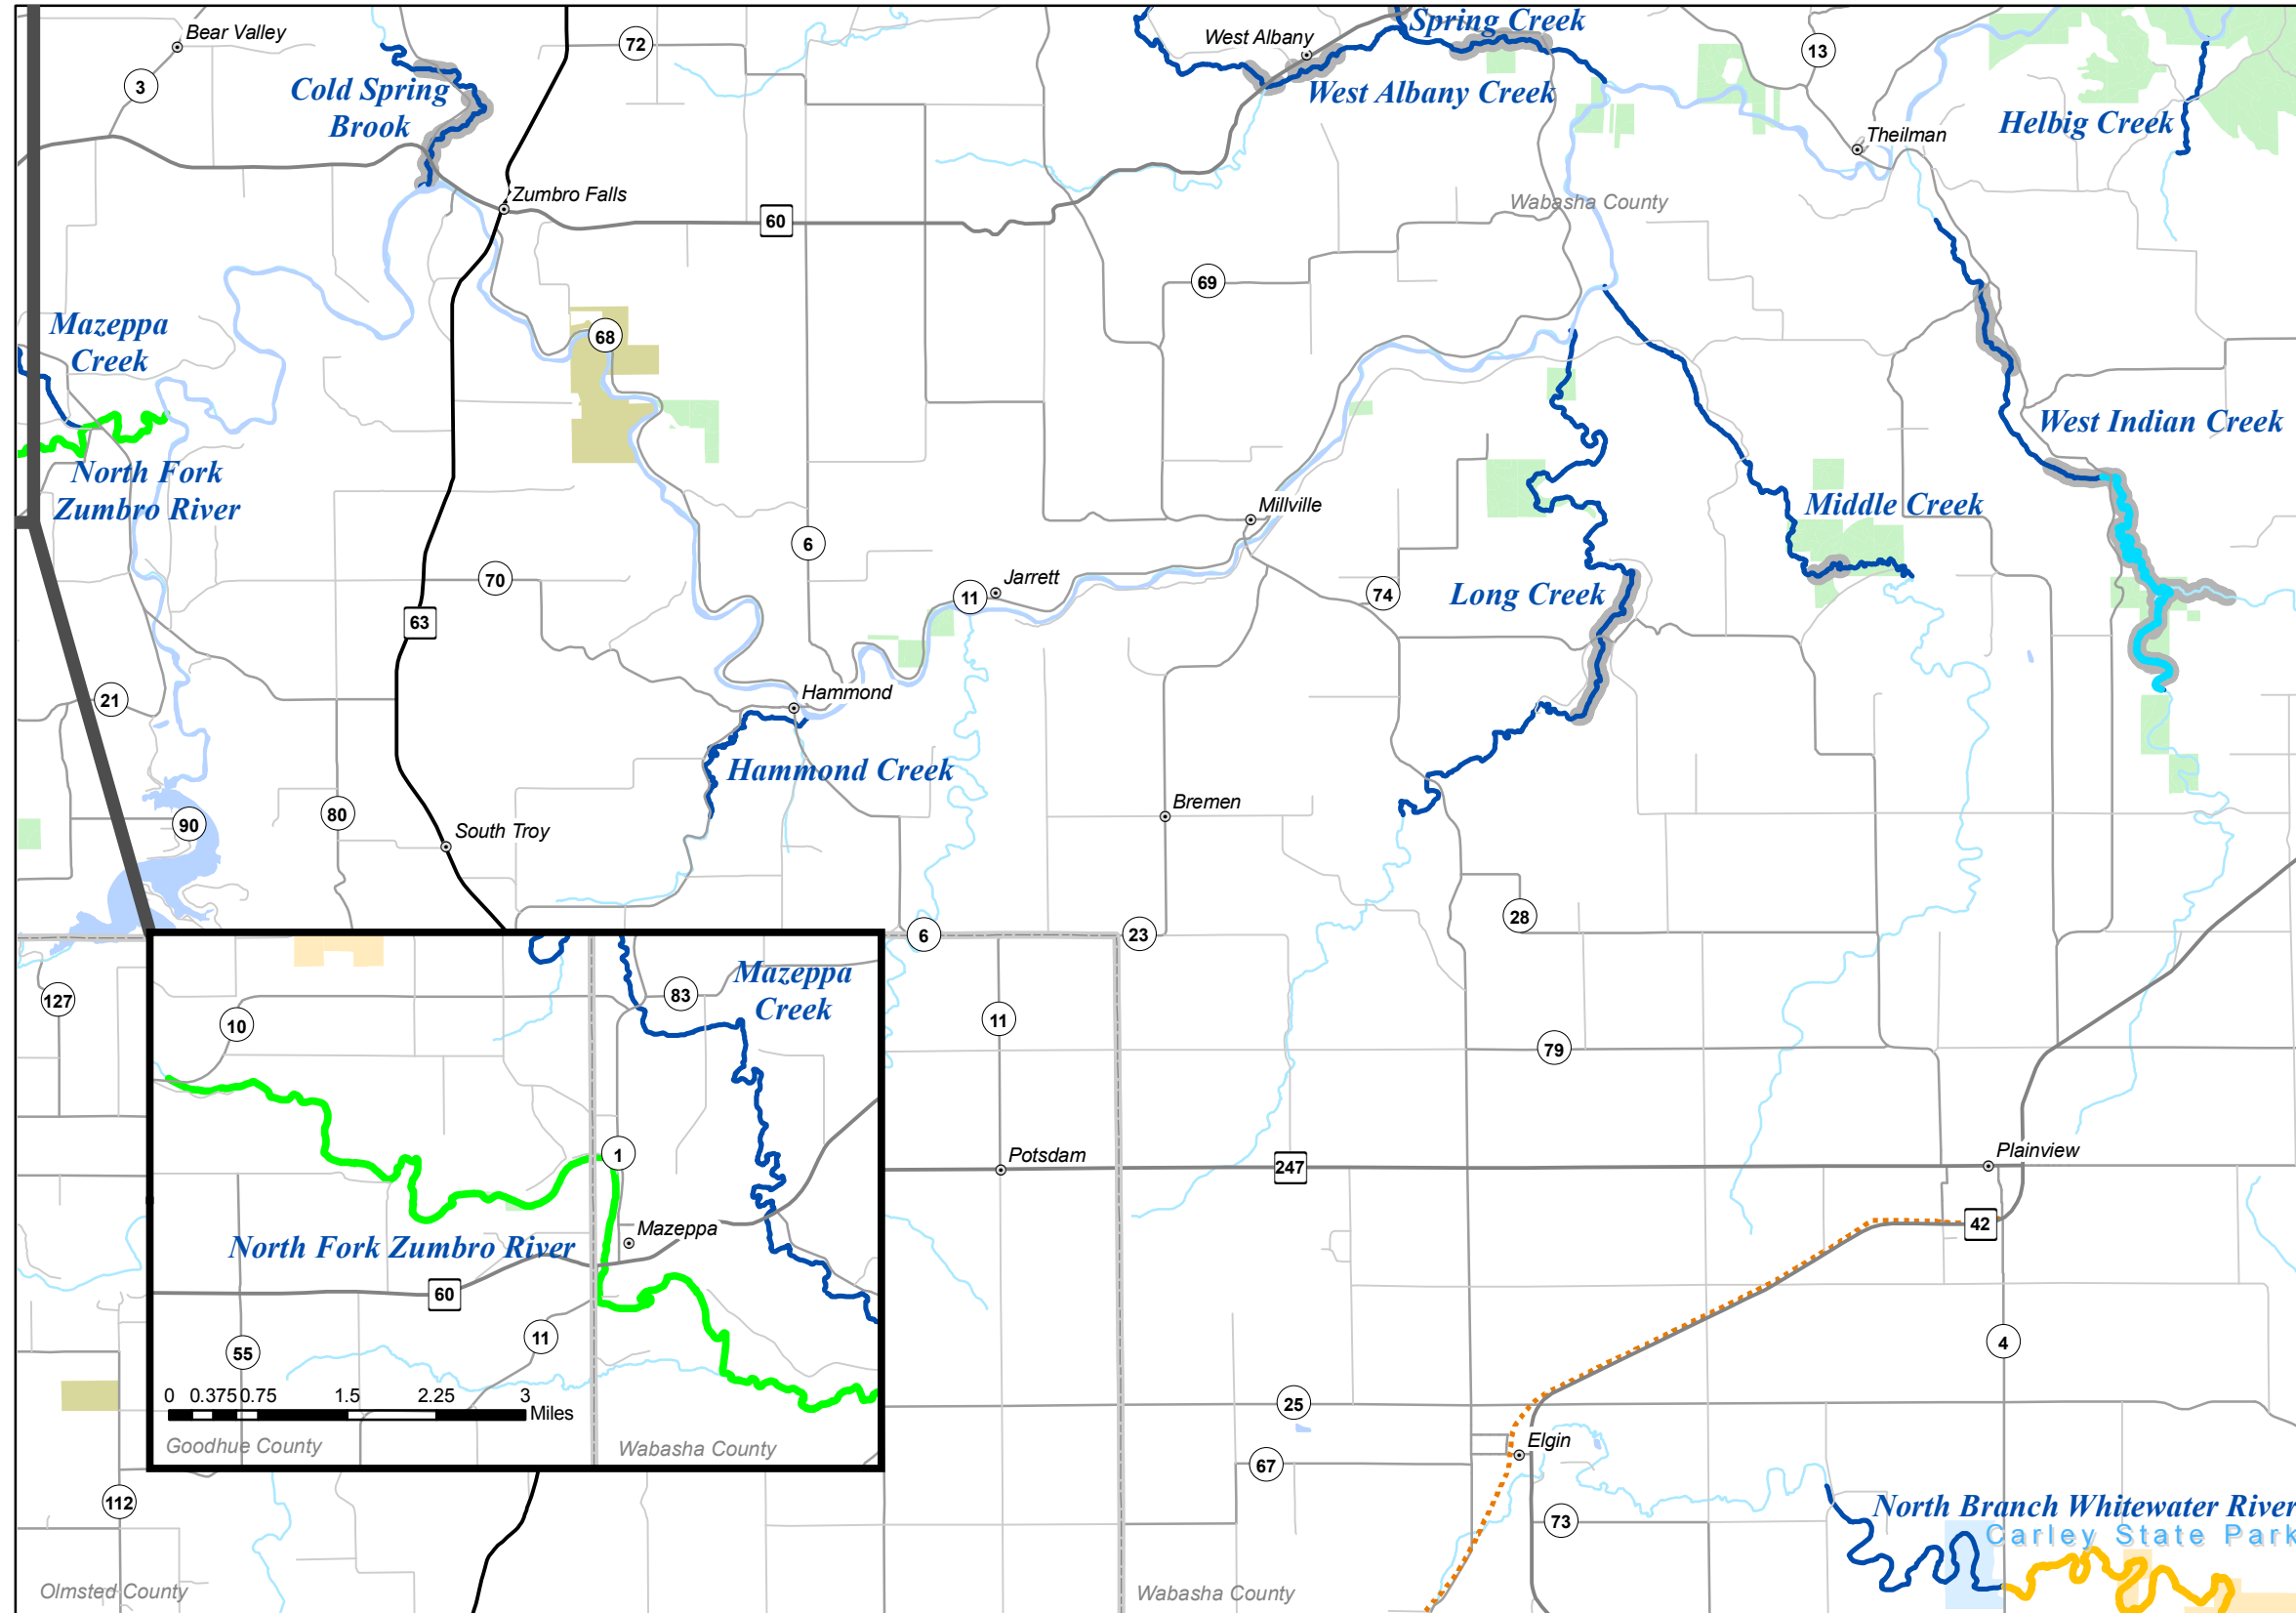 Bear Valley
3
72
Cold Spring
Brook
West Albany
Spring Creek
West Albany Creek
13
Theilman
Helbig Creek
Zumbro Falls
60
Wabasha County
69
68
Mazeppa
Creek
North Fork
Zumbro River
West Indian Creek
Millville
Middle Creek
6
70
63
Jarrett
11
74
Long Creek
21
Hammond
Hammond Creek
90
80
South Troy
Bremen
28
6
23
127
10
83
Mazeppa
Creek
11
79
1
Potsdam
247
Plainview
42
North Fork Zumbro River
Mazeppa
60
11
55
4
0 0.375 0.75 1.5 2.25 3
Miles
Goodhue County
Wabasha County
25
Elgin
67
112
73
North Branch Whitewater River
Carley State Park
Olmsted County
Wabasha County